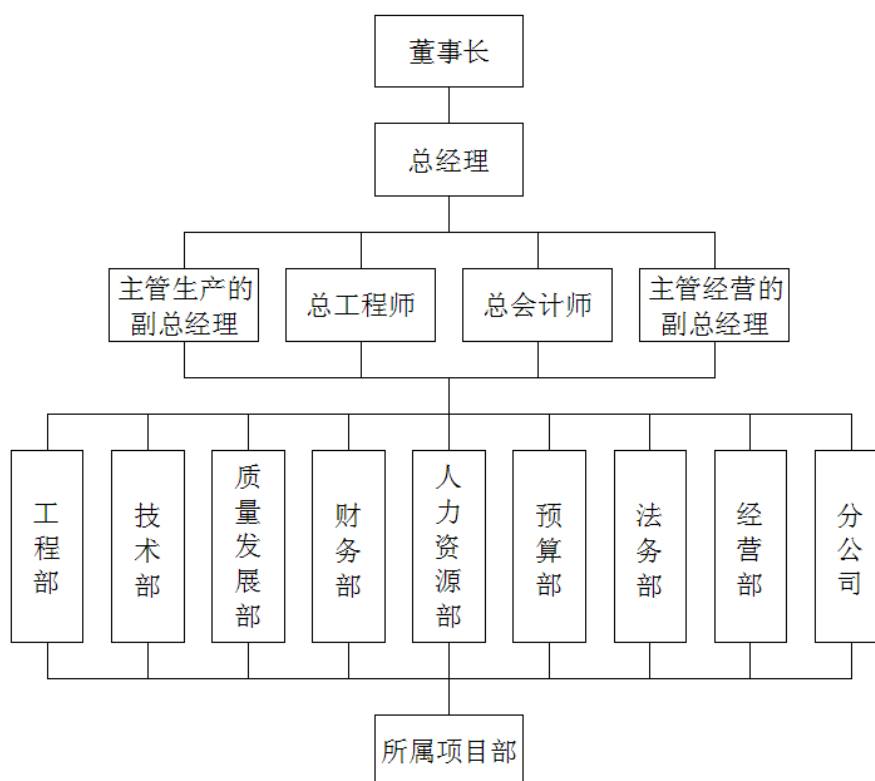 董事长
总经理
主管生产的
副总经理
总工程师
总会计师
主管经营的
副总经理
工程部
技术部
质量发展部
财务部
人力资源部
预算部
法务部
经营部
分公司
所属项目部